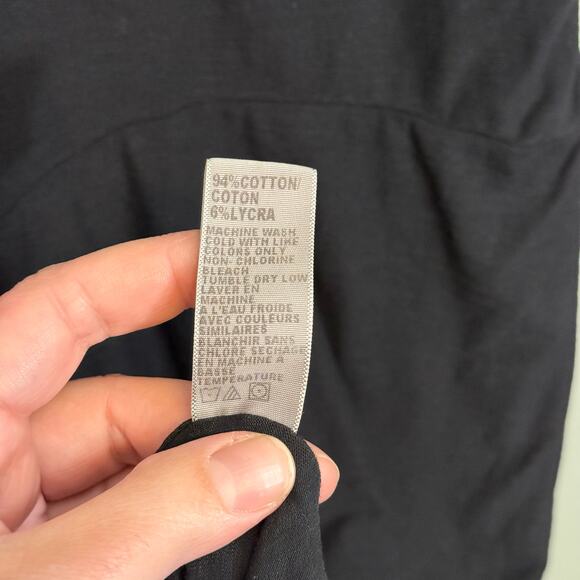 94%COTTON/
COTON
6%LYCRA
MACHINE WASH
COLD WITH LIKE
COLORS ONLY
NON- CHLORINE
BLEACH
TUMBLE DRY LOW
LAVER EN
MACHINE
A L'EAU FROIDE
AVEC COULEURS
SIMILAIRES
BLANCHIR SANS
CHLORE SECHAGE
EN MACHINE A
BASSE
TEMPERATURE